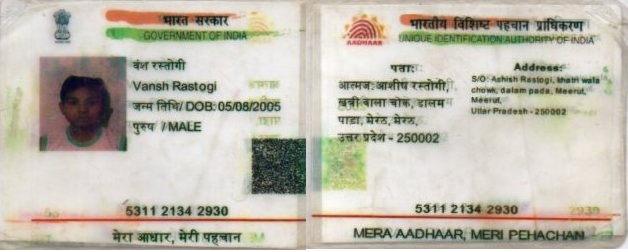 भारत सरकार
GOVERNMENT OF INDIA
वंश रस्तोगी
Vansh Rastogi
जन्म तिथि/ DOB: 05/08/2005
पुरुष / MALE
5311 2134 2930
मेरा आधार, मेरी पहचान
भारतीय विशिष्ट पहचान प्राधिकरण
AADHAAR
UNIQUE IDENTIFICATION AUTHORITY OF INDIA
पता:
आत्मज: आशीष रस्तोगी,
खत्री वाला चोक, डालम
पाडा, मेरठ, मेरठ,
उत्तर प्रदेश - 250002
Address:
S/O: Ashish Rastogi, khatri wala
chowk, dalam pada, Meerut,
Meerut,
Uttar Pradesh - 250002
5311 2134 2930
MERA AADHAAR, MERI PEHACHAN